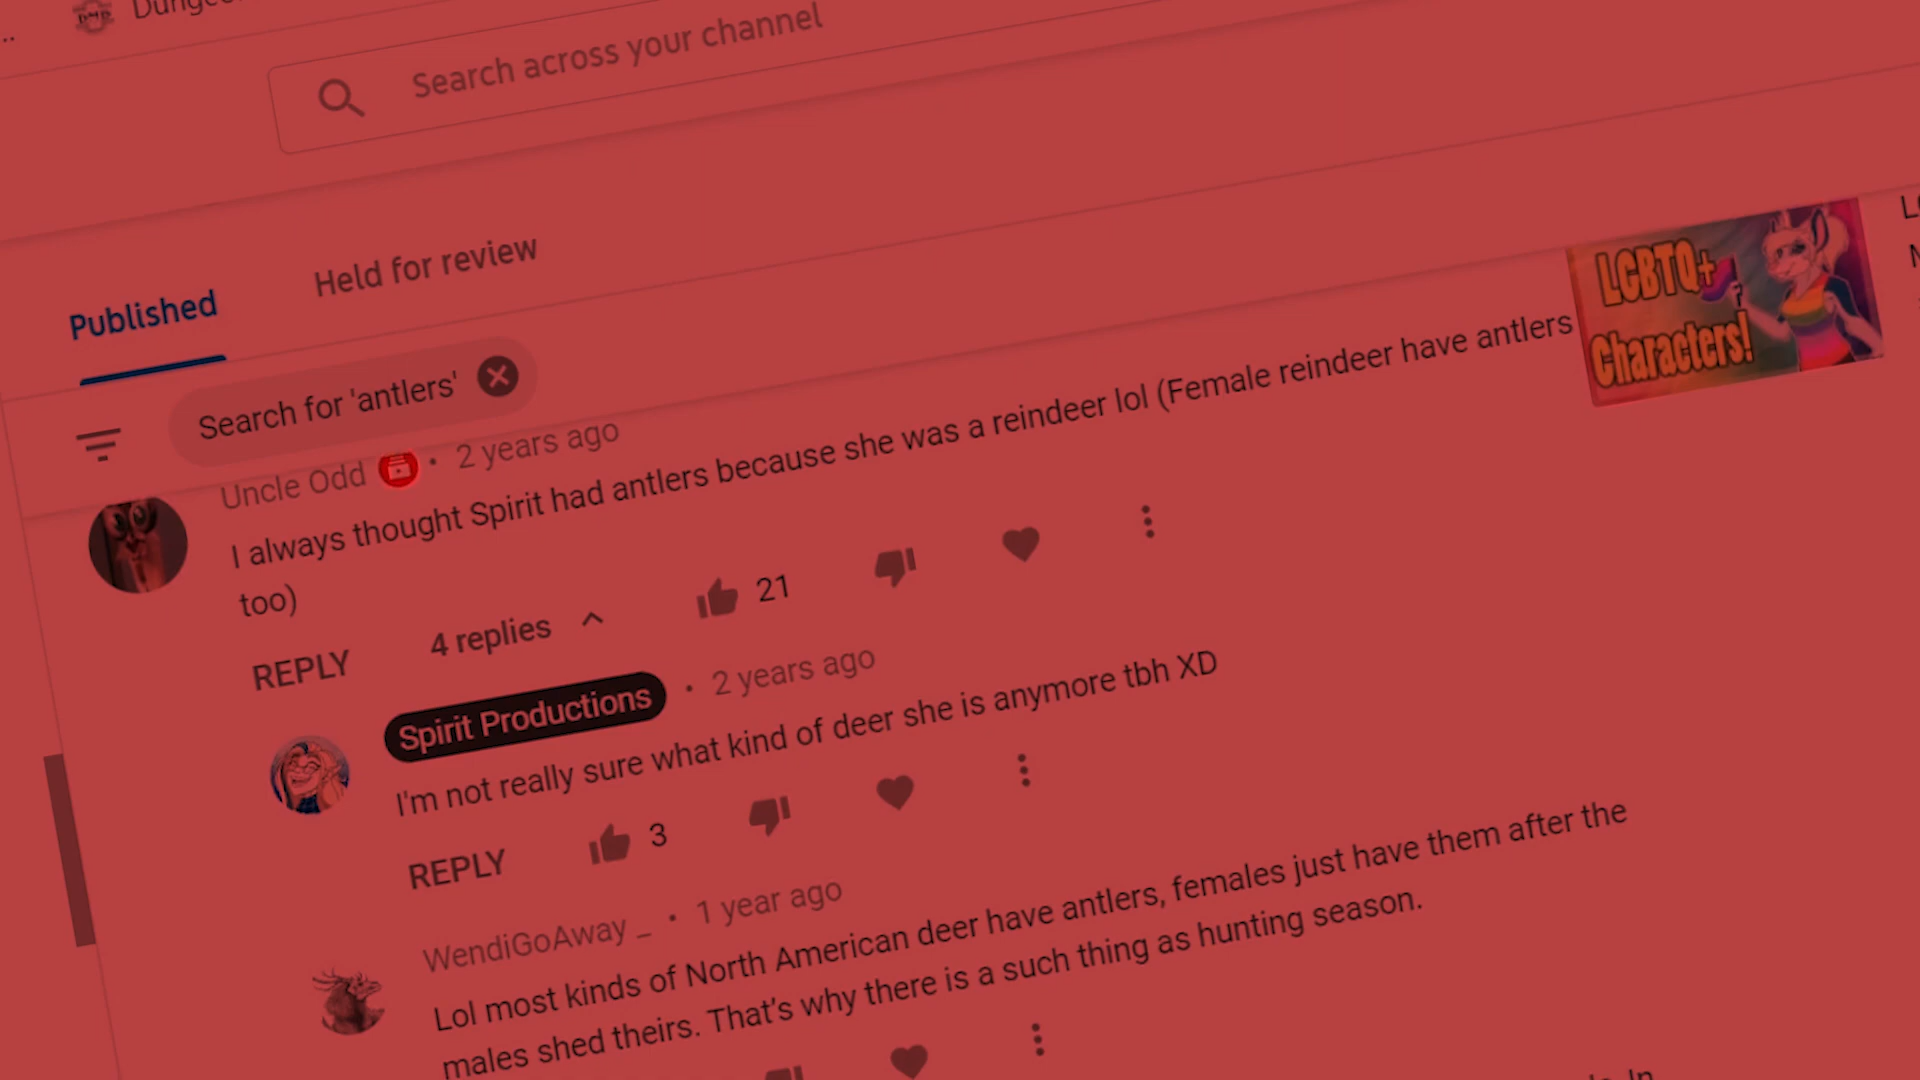 Search across your channel
Published
Held for review
Search for 'antlers'
Uncle Odd • 2 years ago
I always thought Spirit had antlers because she was a reindeer lol (Female reindeer have antlers
too)
LGBTQ+
Characters!
REPLY 4 replies 21
Spirit Productions • 2 years ago
I'm not really sure what kind of deer she is anymore tbh XD
REPLY 3
WendiGoAway _ • 1 year ago
Lol most kinds of North American deer have antlers, females just have them after the
males shed theirs. That's why there is a such thing as hunting season.